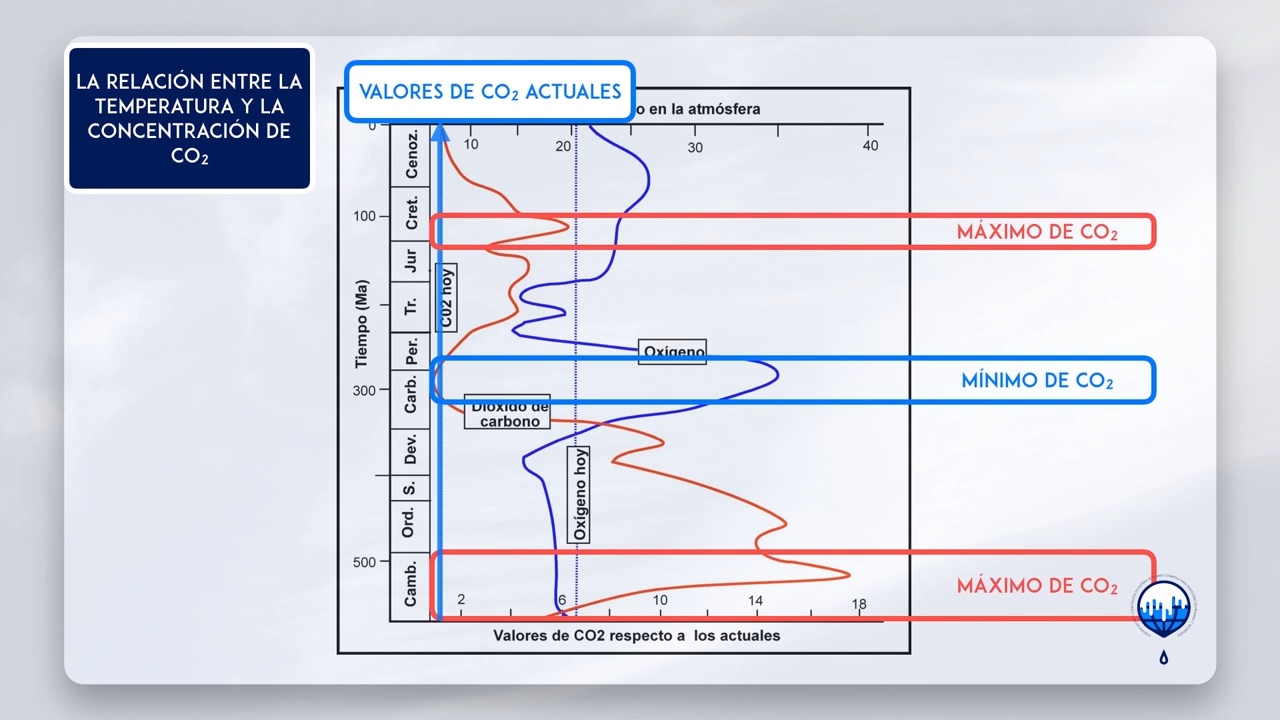 LA RELACIÓN ENTRE LA
TEMPERATURA Y LA
CONCENTRACIÓN DE
CO₂
VALORES DE CO₂ ACTUALES
o en la atmósfera
0
10
20
30
40
Cenoz.
100
Cret.
MÁXIMO DE CO₂
Jur
C02 hoy
Tiempo (Ma)
Tr.
Per.
Oxígeno
MÍNIMO DE CO₂
300
Carb.
Dióxido de
carbono
Dev.
Oxígeno hoy
S.
Ord.
500
Camb.
MÁXIMO DE CO₂
2
6
10
14
18
Valores de CO2 respecto a los actuales